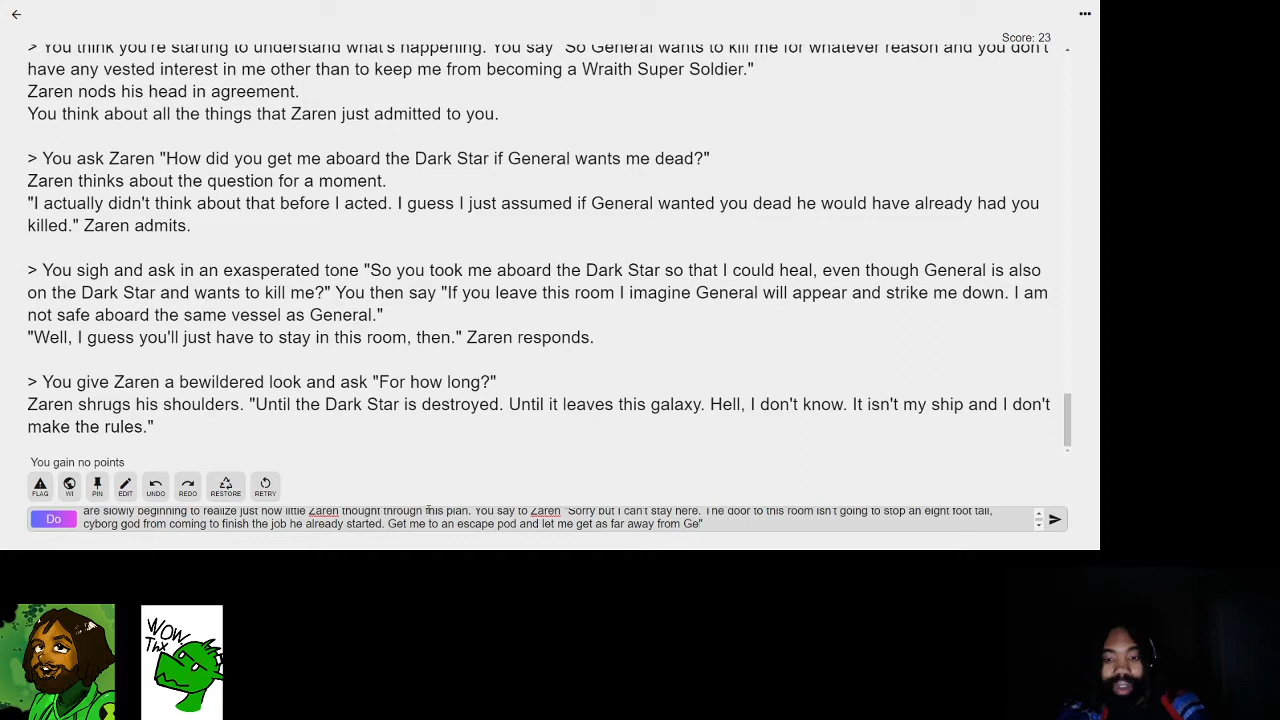 Score: 23
> You think you're starting to understand what's happening. You say "So General wants to kill me for whatever reason and you don't
have any vested interest in me other than to keep me from becoming a Wraith Super Soldier."
Zaren nods his head in agreement.
You think about all the things that Zaren just admitted to you.
> You ask Zaren "How did you get me aboard the Dark Star if General wants me dead?"
Zaren thinks about the question for a moment.
"I actually didn't think about that before I acted. I guess I just assumed if General wanted you dead he would have already had you
killed." Zaren admits.
> You sigh and ask in an exasperated tone "So you took me aboard the Dark Star so that I could heal, even though General is also
on the Dark Star and wants to kill me?" You then say "If you leave this room I imagine General will appear and strike me down. I am
not safe aboard the same vessel as General."
"Well, I guess you'll just have to stay in this room, then." Zaren responds.
> You give Zaren a bewildered look and ask "For how long?"
Zaren shrugs his shoulders. "Until the Dark Star is destroyed. Until it leaves this galaxy. Hell, I don't know. It isn't my ship and I don't
make the rules."
You gain no points
FLAG WI PIN EDIT UNDO REDO RESTORE RETRY
are slowly beginning to realize just how little Zaren thought through this plan. You say to Zaren "Sorry but I can't stay here. The door to this room isn't going to stop an eight foot tall,
Do
cyborg god from coming to finish the job he already started. Get me to an escape pod and let me get as far away from Ge"
WOW
Thx